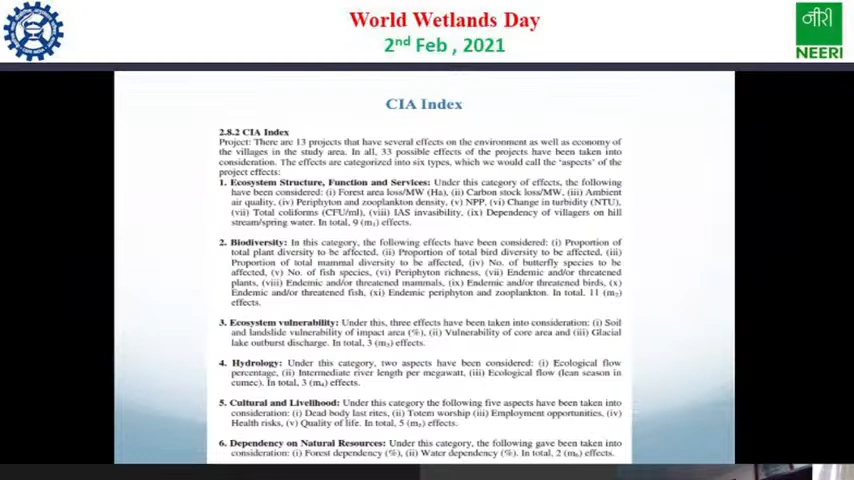 World Wetlands Day
2nd Feb , 2021
नीरी
NEERI
CIA Index
2.8.2 CIA Index
Project: There are 13 projects that have several effects on the environment as well as economy of
the villages in the study area. In all, 33 possible effects of the projects have been taken into
consideration. The effects are categorized into six types, which we would call the 'aspects' of the
project effects:
1. Ecosystem Structure, Function and Services: Under this category of effects, the following
have been considered: (i) Forest area loss/MW (Ha), (ii) Carbon stock loss/MW, (iii) Ambient
air quality, (iv) Periphyton and zooplankton density, (v) NPP, (vi) Change in turbidity (NTU),
(vii) Total coliforms (CFU/ml), (viii) IAS invasibility, (ix) Dependency of villagers on hill
stream/spring water. In total, 9 (m1) effects.
2. Biodiversity: In this category, the following effects have been considered: (i) Proportion of
total plant diversity to be affected, (ii) Proportion of total bird diversity to be affected, (iii)
Proportion of total mammal diversity to be affected, (iv) No. of butterfly species to be
affected, (v) No. of fish species, (vi) Periphyton richness, (vii) Endemic and/or threatened
plants, (viii) Endemic and/or threatened mammals, (ix) Endemic and/or threatened birds, (x)
Endemic and/or threatened fish, (xi) Endemic periphyton and zooplankton. In total, 11 (m2)
effects.
3. Ecosystem vulnerability: Under this, three effects have been taken into consideration: (i) Soil
and landslide vulnerability of impact area (%), (ii) Vulnerability of core area and (iii) Glacial
lake outburst discharge. In total, 3 (m3) effects.
4. Hydrology: Under this category, two aspects have been considered: (i) Ecological flow
percentage, (ii) Intermediate river length per megawatt, (iii) Ecological flow (lean season in
cumec). In total, 3 (m4) effects.
5. Cultural and Livelihood: Under this category the following five aspects have been taken into
consideration: (i) Dead body last rites, (ii) Totem worship (iii) Employment opportunities, (iv)
Health risks, (v) Quality of life. In total, 5 (m5) effects.
6. Dependency on Natural Resources: Under this category, the following gave been taken into
consideration: (i) Forest dependency (%), (ii) Water dependency (%). In total, 2 (m6) effects.